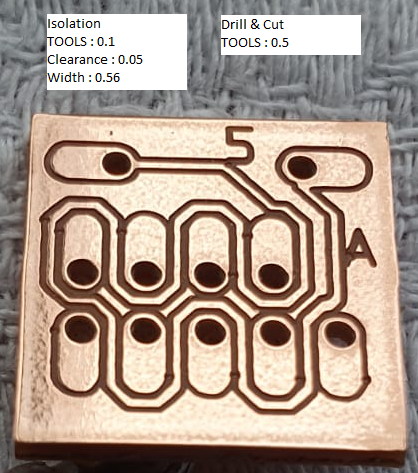 Isolation
TOOLS : 0.1
Clearance : 0.05
Width : 0.56
Drill & Cut
TOOLS : 0.5
5
A